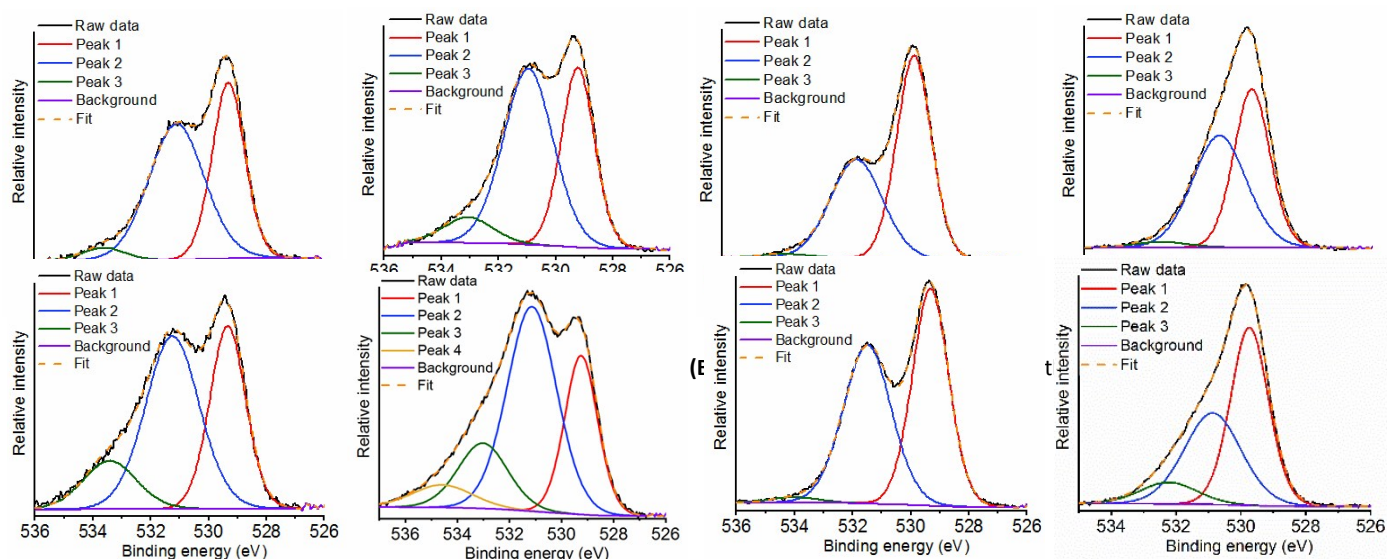 Relative intensity
Raw data
Peak 1
Peak 2
Peak 3
Background
Fit
Relative intensity
Raw data
Peak 1
Peak 2
Peak 3
Background
Fit
536 534 532 530 528 526
Relative intensity
Raw data
Peak 1
Peak 2
Peak 3
Background
Fit
Relative intensity
Raw data
Peak 1
Peak 2
Peak 3
Background
Fit
534 532 530 528 526
Relative intensity
Raw data
Peak 1
Peak 2
Peak 3
Background
Fit
536 534 532 530 528 526
Binding energy (eV)
Relative intensity
Raw data
Peak 1
Peak 2
Peak 3
Peak 4
Background
Fit
536 534 532 530 528 526
Binding energy (eV)
(E
Relative intensity
Raw data
Peak 1
Peak 2
Peak 3
Background
Fit
536 534 532 530 528 526
Binding energy (eV)
t
Relative intensity
Raw data
Peak 1
Peak 2
Peak 3
Background
Fit
534 532 530 528 526
Binding energy (eV)